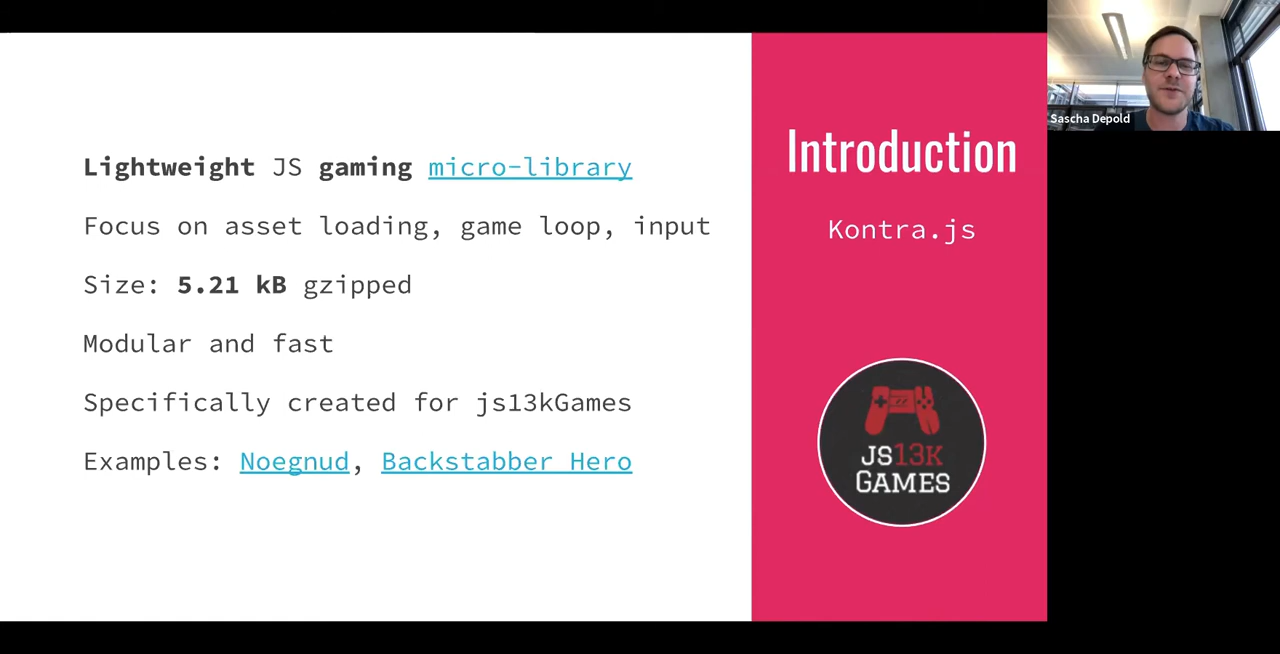 Lightweight JS gaming micro-library
Focus on asset loading, game loop, input
Size: 5.21 kB gzipped
Modular and fast
Specifically created for js13kGames
Examples: Noegnud, Backstabber Hero
Introduction
Kontra.js
JS13K
GAMES
Sascha Depold